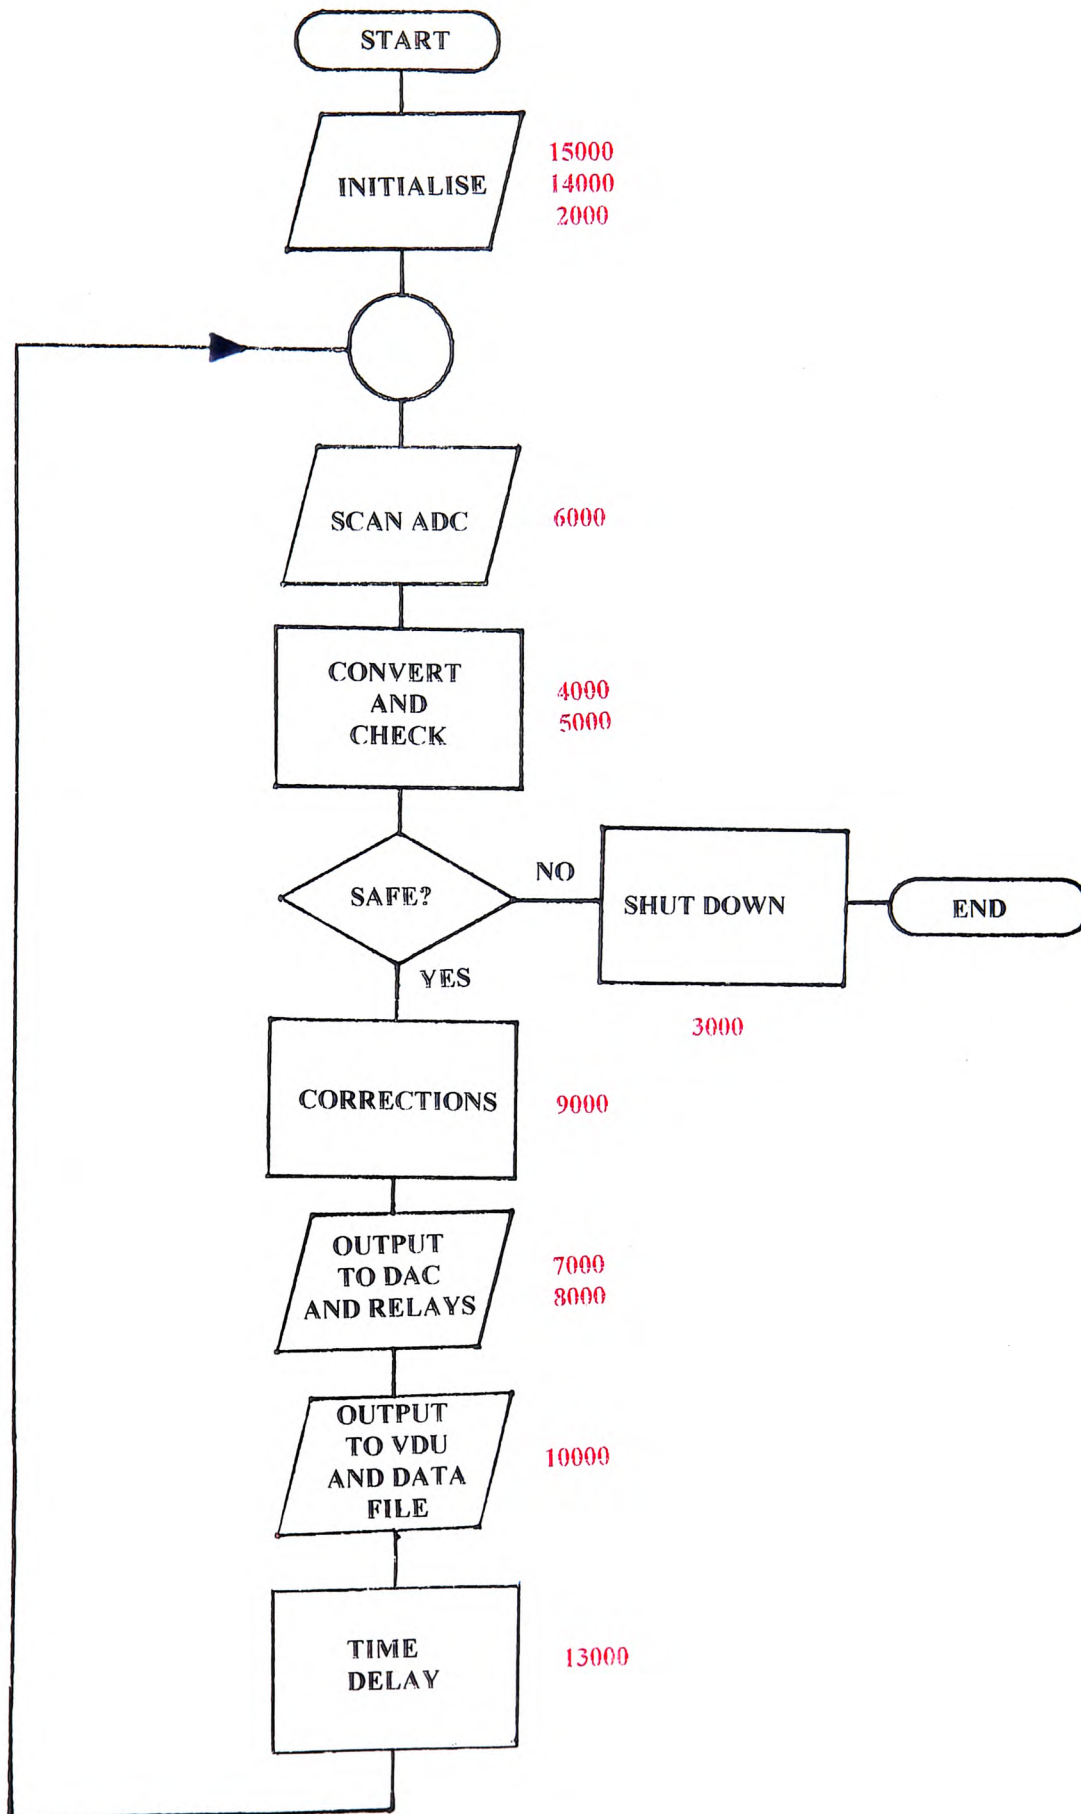 START
INITIALISE
15000
14000
2000
SCAN ADC
6000
CONVERT
AND
CHECK
4000
5000
SAFE?
NO
SHUT DOWN
END
YES
3000
CORRECTIONS
9000
OUTPUT
TO DAC
AND RELAYS
7000
8000
OUTPUT
TO VDU
AND DATA
FILE
10000
TIME
DELAY
13000